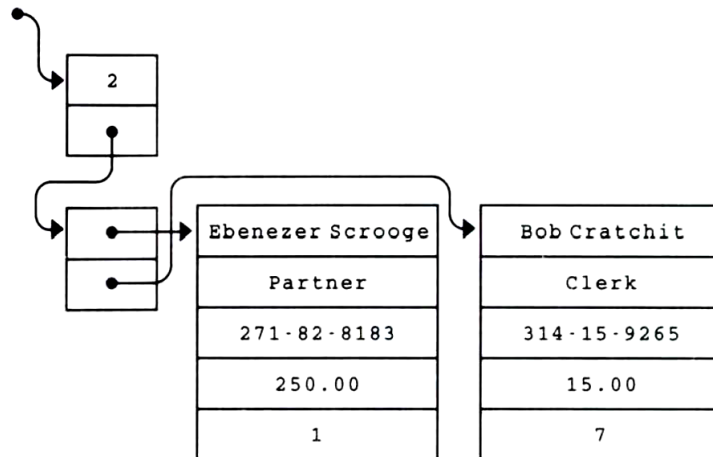 2
Ebenezer Scrooge
Bob Cratchit
Partner
Clerk
271-82-8183
314-15-9265
250.00
15.00
1
7